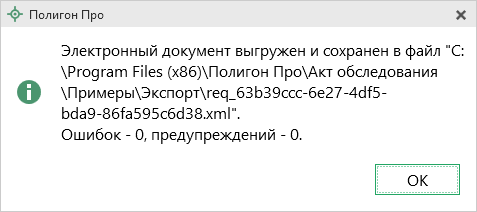 Полигон Про
Электронный документ выгружен и сохранен в файл "C:
\Program Files (x86)\Полигон Про\Акт обследования
\Примеры\Экспорт\req_63b39ccc-6e27-4df5-
bda9-86fa595c6d38.xml".
Ошибок - 0, предупреждений - 0.
OK